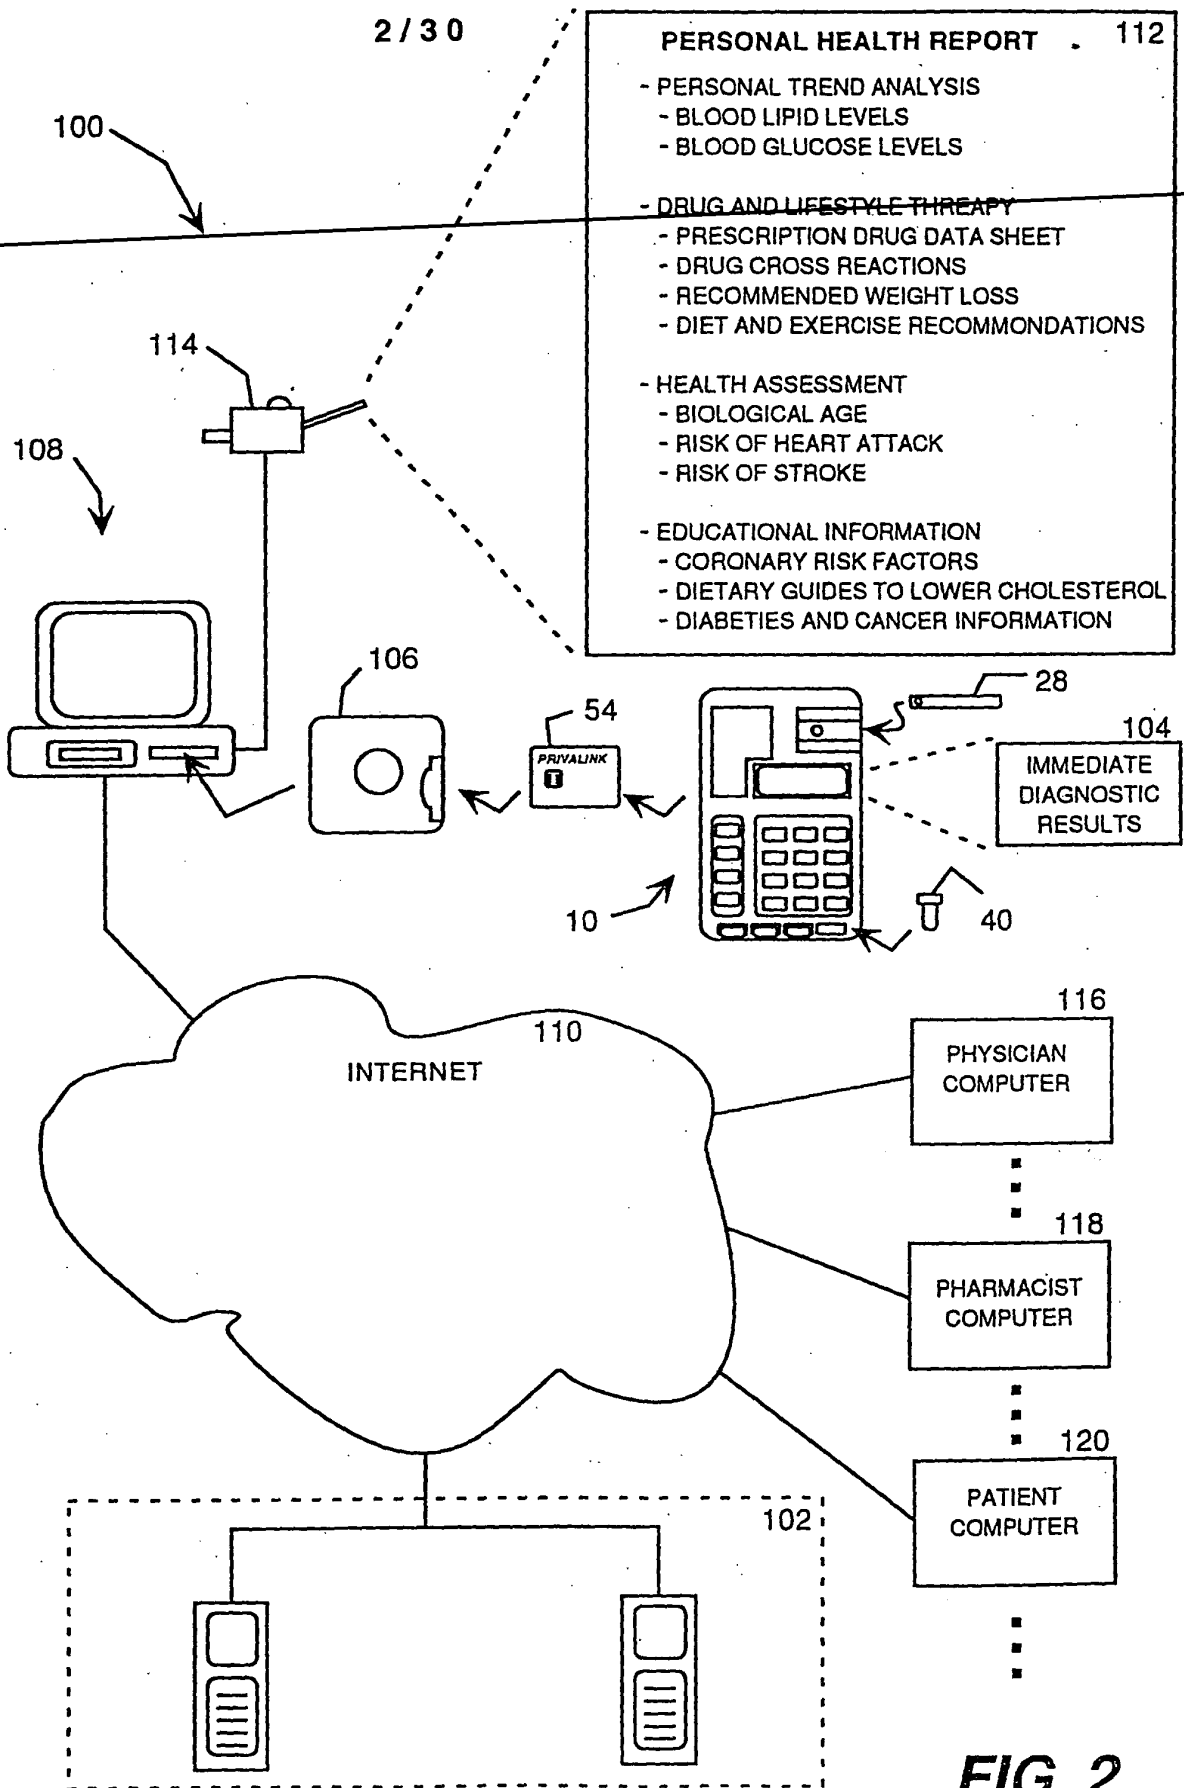 2/30
PERSONAL HEALTH REPORT
112
- PERSONAL TREND ANALYSIS
- BLOOD LIPID LEVELS
- BLOOD GLUCOSE LEVELS
100
- DRUG AND LIFESTYLE THREAPY
- PRESCRIPTION DRUG DATA SHEET
- DRUG CROSS REACTIONS
- RECOMMENDED WEIGHT LOSS
- DIET AND EXERCISE RECOMMONDATIONS
114
- HEALTH ASSESSMENT
- BIOLOGICAL AGE
- RISK OF HEART ATTACK
- RISK OF STROKE
108
- EDUCATIONAL INFORMATION
- CORONARY RISK FACTORS
- DIETARY GUIDES TO LOWER CHOLESTEROL
- DIABETIES AND CANCER INFORMATION
106
54
PRIVALINK
28
104
IMMEDIATE
DIAGNOSTIC
RESULTS
10
40
110
INTERNET
116
PHYSICIAN
COMPUTER
118
PHARMACIST
COMPUTER
120
PATIENT
COMPUTER
102
FIG. 2